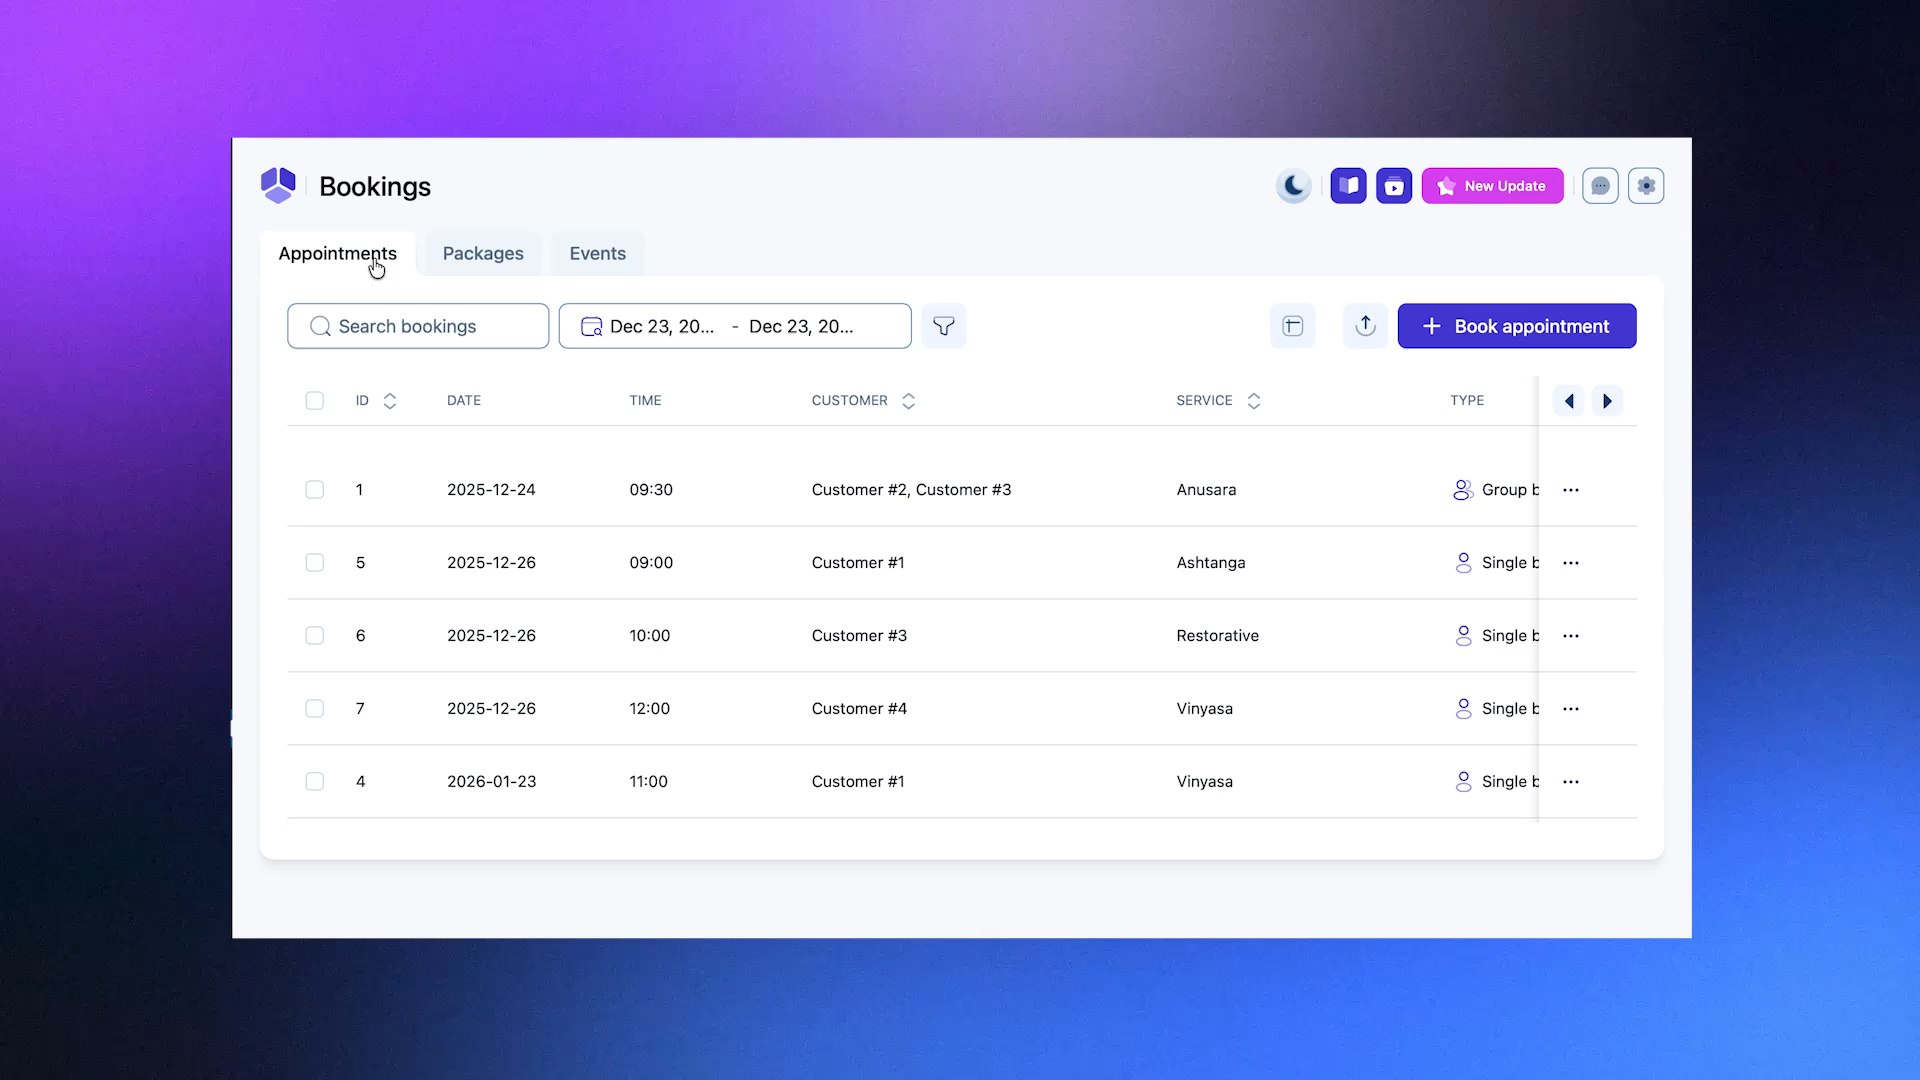 Bookings
New Update
Appointments Packages Events
Search bookings Dec 23, 20... - Dec 23, 20... + Book appointment
ID DATE TIME CUSTOMER SERVICE TYPE
1 2025-12-24 09:30 Customer #2, Customer #3 Anusara Group b ...
5 2025-12-26 09:00 Customer #1 Ashtanga Single b ...
6 2025-12-26 10:00 Customer #3 Restorative Single b ...
7 2025-12-26 12:00 Customer #4 Vinyasa Single b ...
4 2026-01-23 11:00 Customer #1 Vinyasa Single b ...